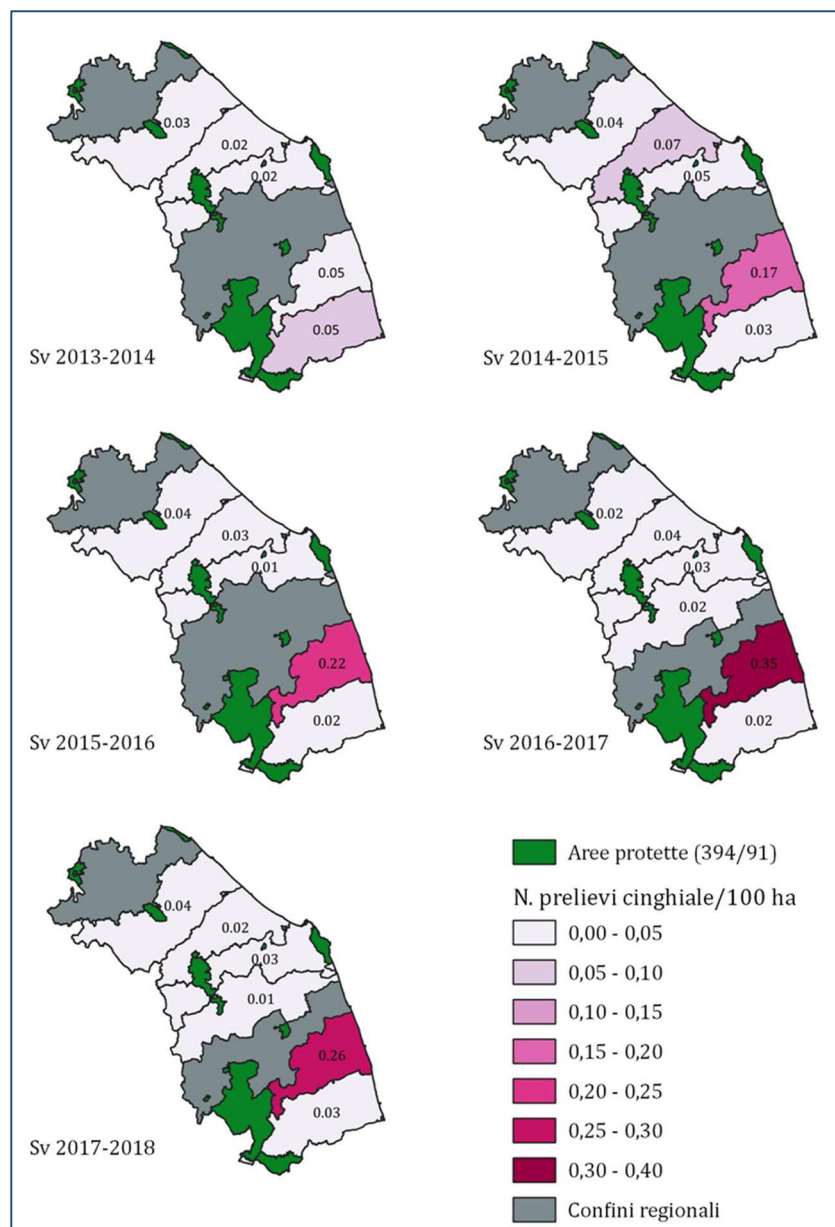 0.03
0.02
0.02
0.05
0.05
Sv 2013-2014
0.04
0.07
0.05
0.17
0.03
Sv 2014-2015
0.04
0.03
0.01
0.22
0.02
Sv 2015-2016
0.02
0.04
0.03
0.02
0.35
0.02
Sv 2016-2017
0.04
0.02
0.03
0.01
0.26
0.03
Sv 2017-2018
Aree protette (394/91)
N. prelievi cinghiale/100 ha
0,00 - 0,05
0,05 - 0,10
0,10 - 0,15
0,15 - 0,20
0,20 - 0,25
0,25 - 0,30
0,30 - 0,40
Confini regionali